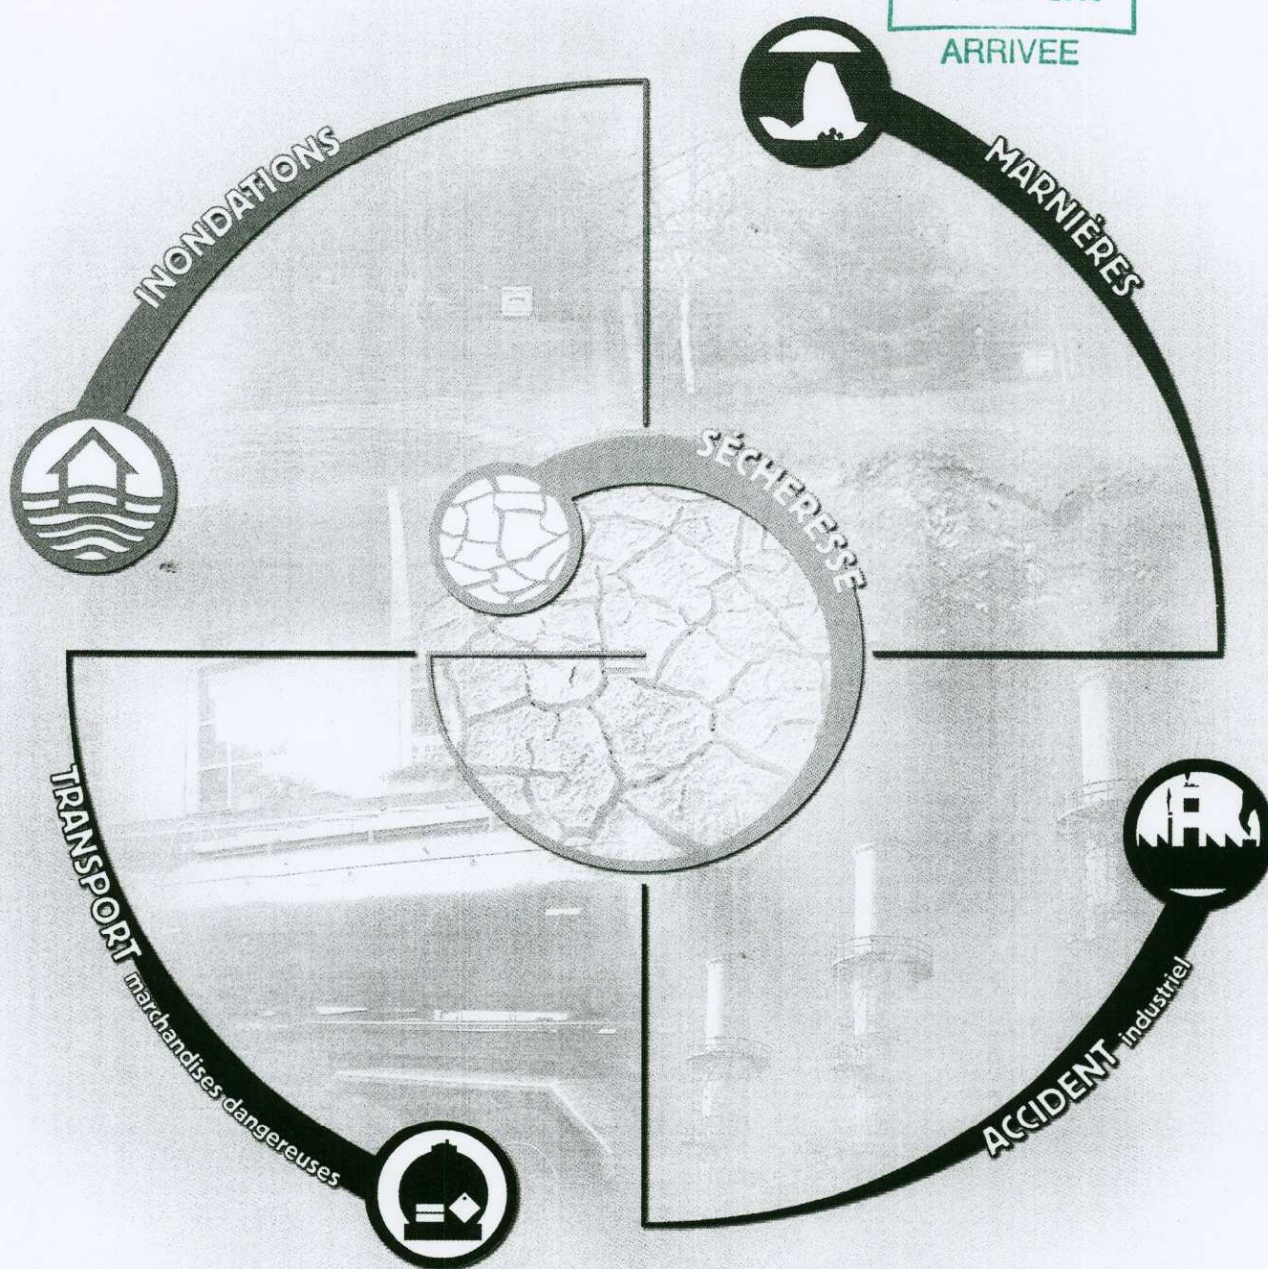 ARRIVEE
INONDATIONS
MARNIÈRES
SÉCHERESSE
TRANSPORT marchandises dangereuses
ACCIDENT industriel